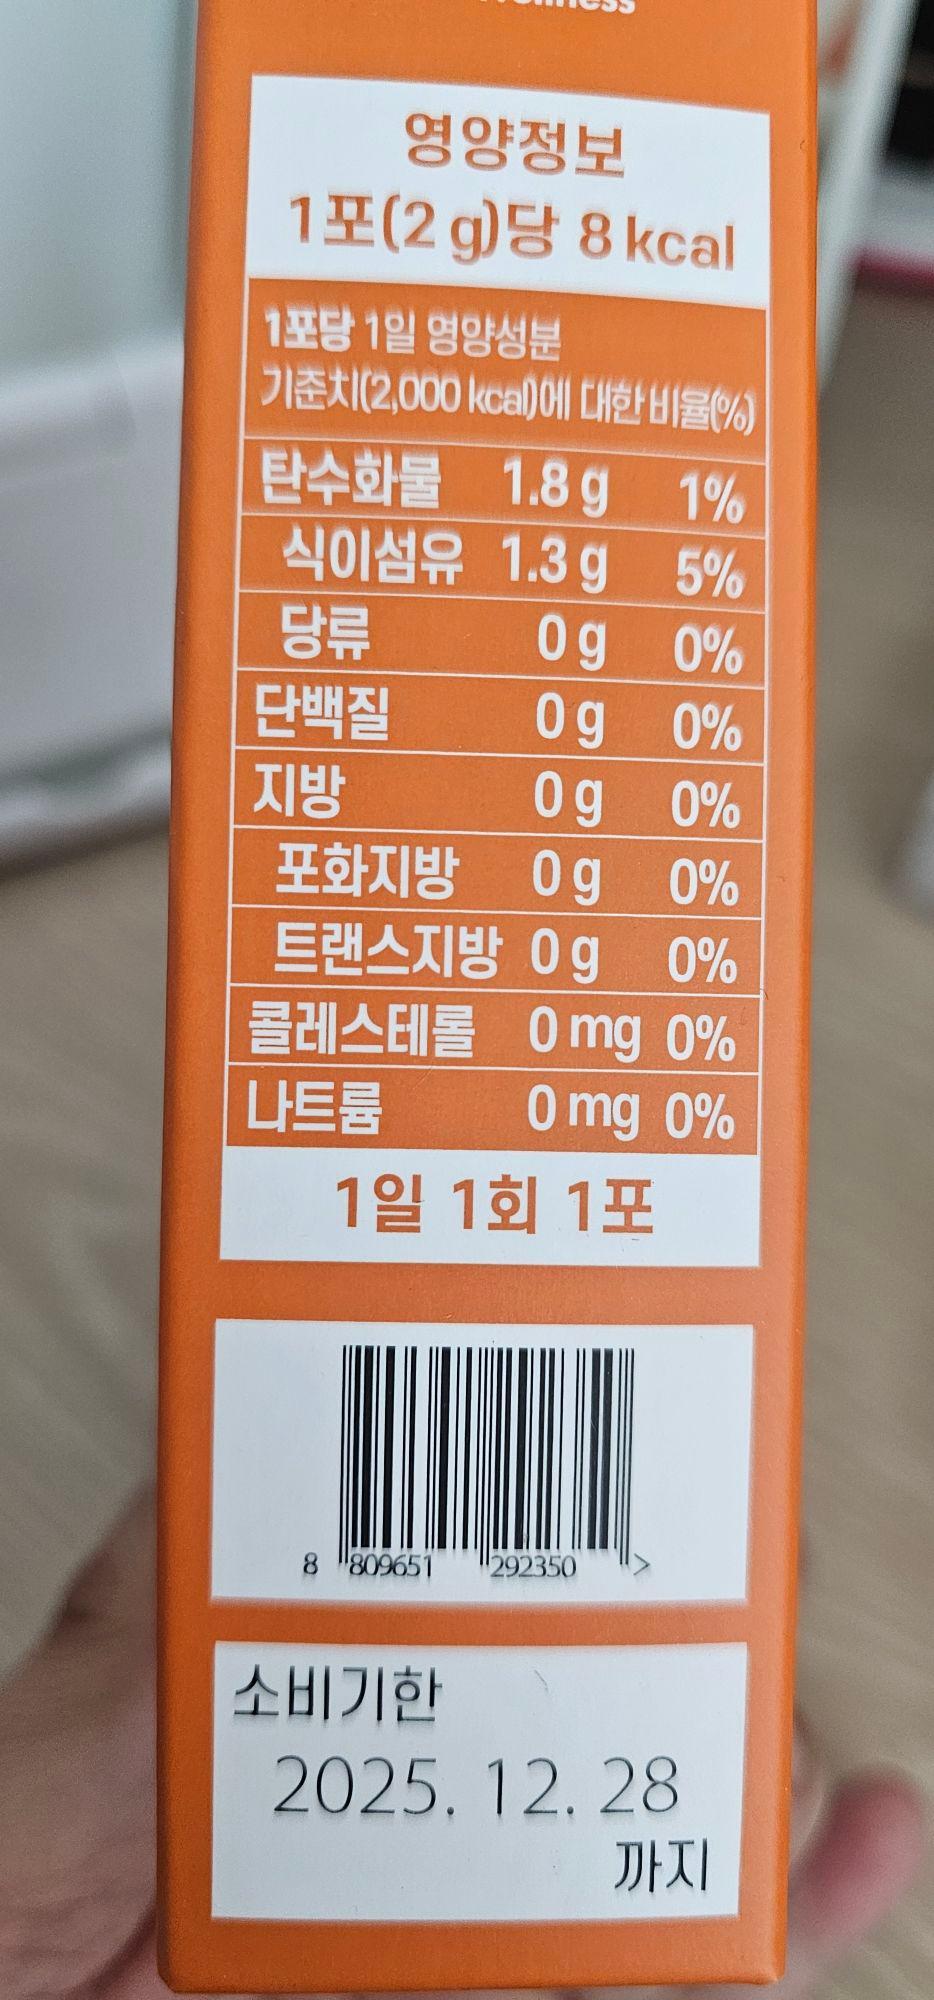 영양정보
1포(2 g)당 8 kcal
1포당 1일 영양성분
기준치(2,000 kcal)에 대한 비율(%)
탄수화물 1.8 g 1%
식이섬유 1.3 g 5%
당류 0 g 0%
단백질 0 g 0%
지방 0 g 0%
포화지방 0 g 0%
트랜스지방 0 g 0%
콜레스테롤 0 mg 0%
나트륨 0 mg 0%
1일 1회 1포
8 809651 292350 >
소비기한
2025. 12. 28
까지